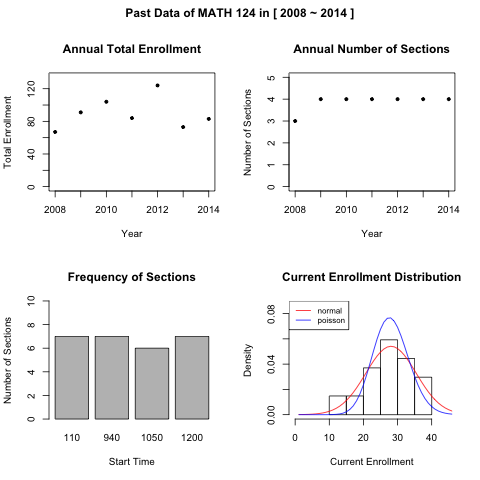 Past Data of MATH 124 in [ 2008 ~ 2014 ]
Annual Total Enrollment
Total Enrollment
0
40
80
120
2008
2010
2012
2014
Year
Annual Number of Sections
Number of Sections
0
1
2
3
4
5
2008
2010
2012
2014
Year
Frequency of Sections
Number of Sections
0
2
4
6
8
10
110
940
1050
1200
Start Time
Current Enrollment Distribution
normal
poisson
Density
0.00
0.04
0.08
0
10
20
30
40
Current Enrollment